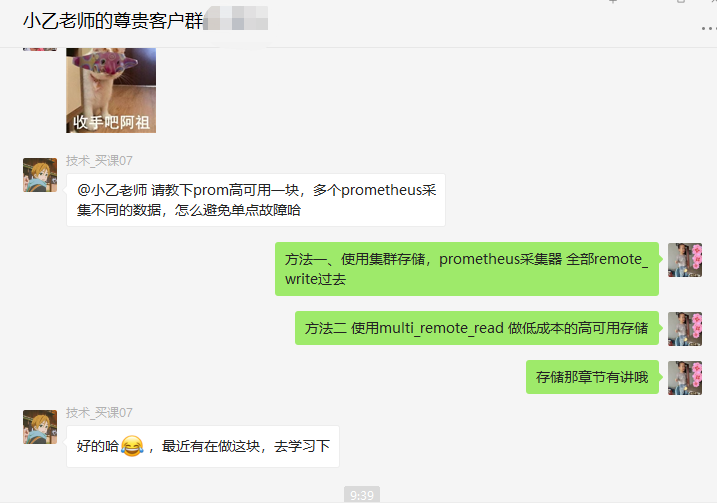 小乙老师的尊贵客户群
收手吧阿祖
技术_买课07
@小乙老师 请教下prom高可用一块，多个prometheus采
集不同的数据，怎么避免单点故障哈
方法一、使用集群存储，prometheus采集器 全部remote_
write过去
方法二 使用multi_remote_read 做低成本的高可用存储
存储那章节有讲哦
技术_买课07
好的哈😂，最近有在做这块，去学习下
9:39